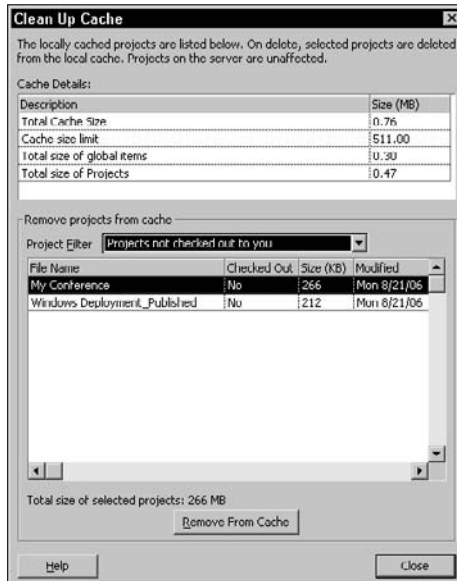 Clean Up Cache
The locally cached projects are listed below. On delete, selected projects are deleted
from the local cache. Projects on the server are unaffected.
Cache Details:
Description Size (MB)
Total Cache Size 0.76
Cache size limit 511.00
Total size of global items 0.30
Total size of Projects 0.47
Remove projects from cache
Project Filter Projects not checked out to you
File Name Checked Out Size (KB) Modified
My Conference No 266 Mon 8/21/06
Windows Deployment_Published No 212 Mon 8/21/06
Total size of selected projects: 266 MB
Remove From Cache
Help Close